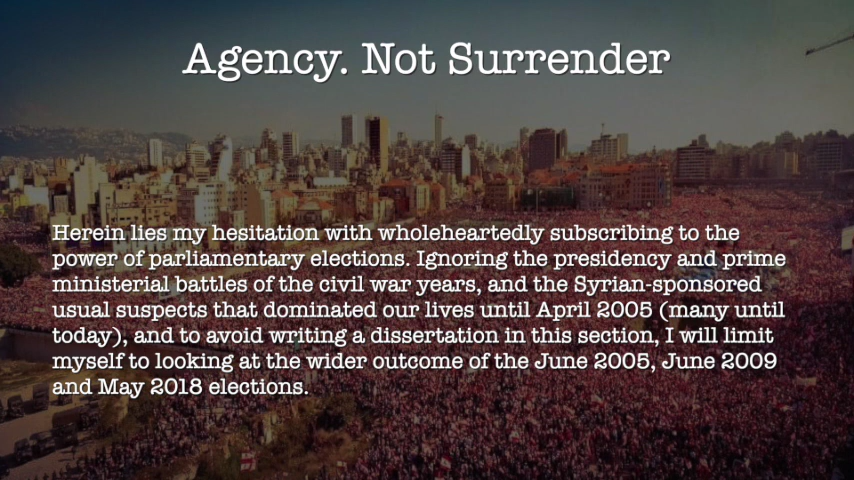 Agency. Not Surrender
Herein lies my hesitation with wholeheartedly subscribing to the
power of parliamentary elections. Ignoring the presidency and prime
ministerial battles of the civil war years, and the Syrian-sponsored
usual suspects that dominated our lives until April 2005 (many until
today), and to avoid writing a dissertation in this section, I will limit
myself to looking at the wider outcome of the June 2005, June 2009
and May 2018 elections.